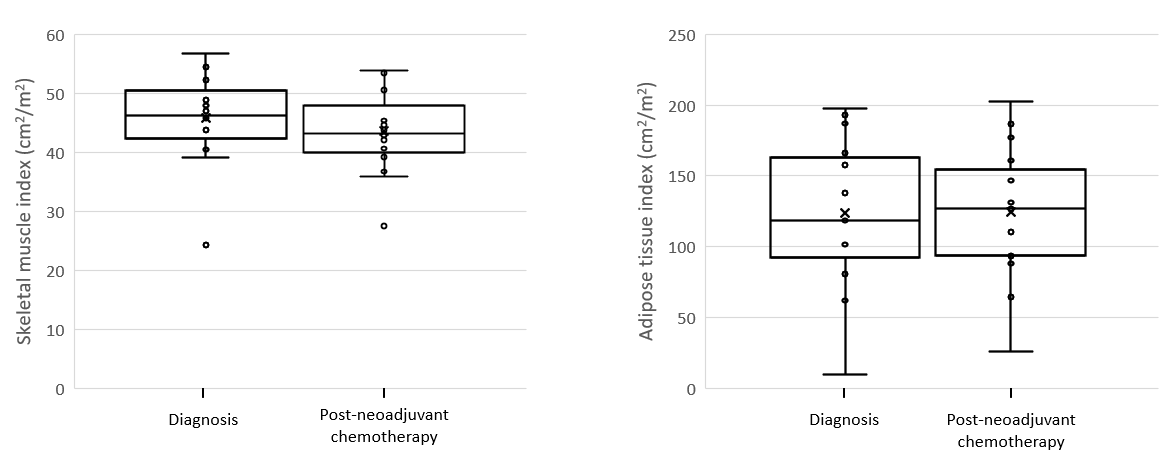 Skeletal muscle index (cm²/m²)
60
50
40
30
20
10
0
Diagnosis
Post-neoadjuvant
chemotherapy
Adipose tissue index (cm²/m²)
250
200
150
100
50
0
Diagnosis
Post-neoadjuvant
chemotherapy